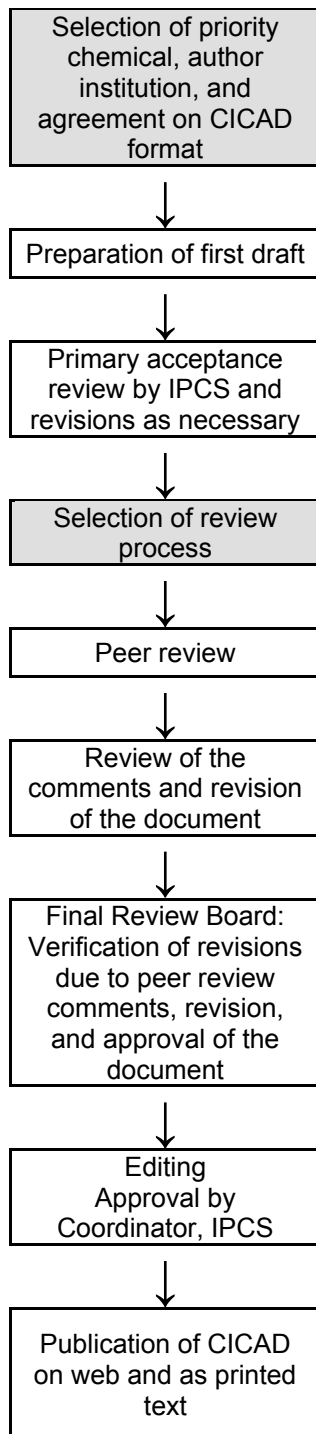 Selection of priority
chemical, author
institution, and
agreement on CICAD
format
Preparation of first draft
Primary acceptance
review by IPCS and
revisions as necessary
Selection of review
process
Peer review
Review of the
comments and revision
of the document
Final Review Board:
Verification of revisions
due to peer review
comments, revision,
and approval of the
document
Editing
Approval by
Coordinator, IPCS
Publication of CICAD
on web and as printed
text